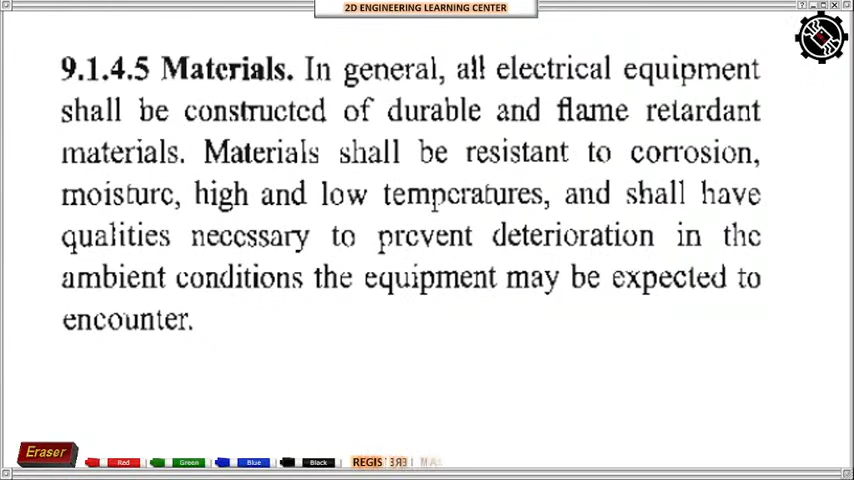 2D ENGINEERING LEARNING CENTER
9.1.4.5 Materials. In general, all electrical equipment
shall be constructed of durable and flame retardant
materials. Materials shall be resistant to corrosion,
moisture, high and low temperatures, and shall have
qualities necessary to prevent deterioration in the
ambient conditions the equipment may be expected to
encounter.
Eraser
Red
Green
Blue
Black
REGIS